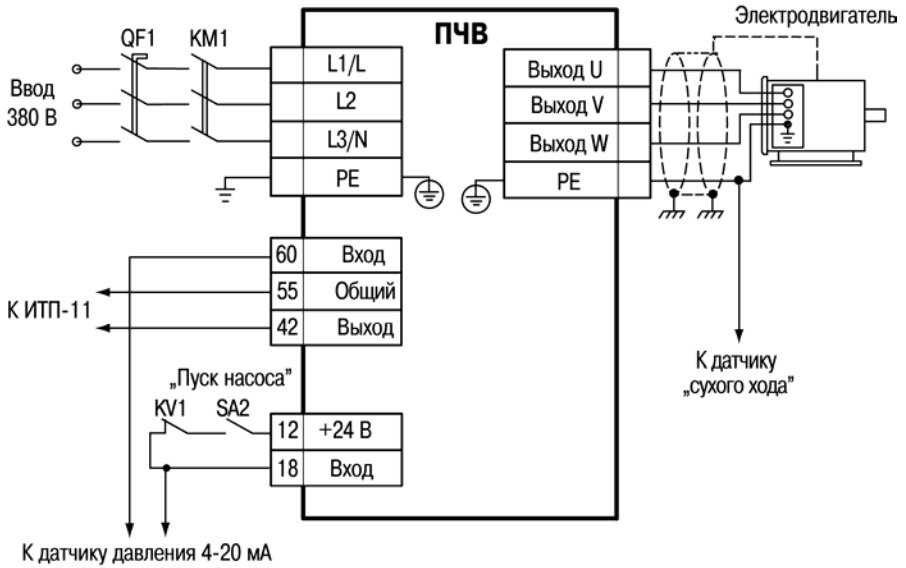 Электродвигатель
ПЧВ
QF1 KM1
Ввод
380 В
L1/L
L2
L3/N
PE
Выход U
Выход V
Выход W
PE
60 Вход
55 Общий
42 Выход
К ИТП-11
К датчику
„сухого хода”
„Пуск насоса”
KV1 SA2
12 +24 В
18 Вход
К датчику давления 4-20 мА